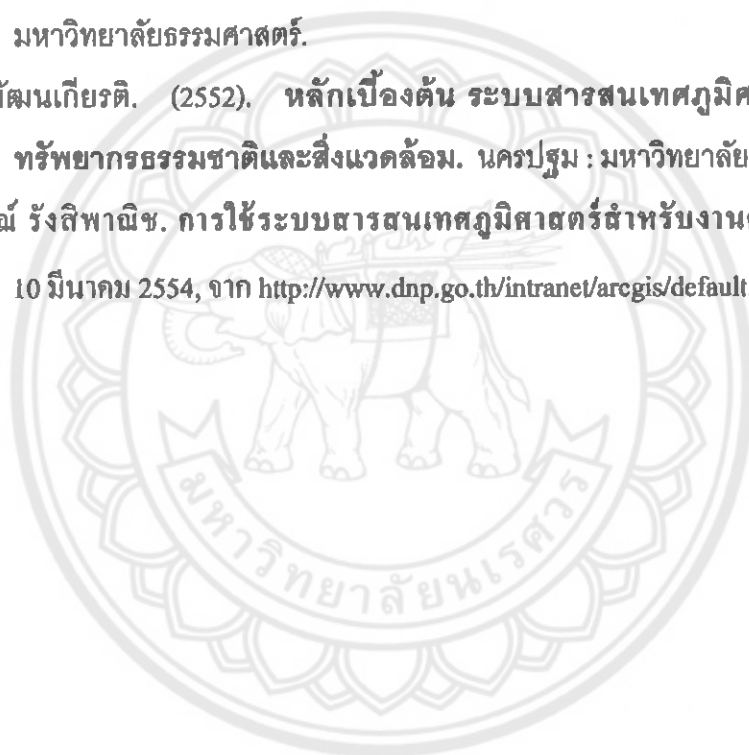 มหาวิทยาลัยธรรมศาสตร์.
พัฒนเกียรติ. (2552). หลักเบื้องต้น ระบบสารสนเทศภูมิศ
ทรัพยากรธรรมชาติและสิ่งแวดล้อม. นครปฐม : มหาวิทยาลัย
ณ์ รังสิพาณิช. การใช้ระบบสารสนเทศภูมิศาสตร์สำหรับงาน
10 มีนาคม 2554, จาก http://www.dnp.go.th/intranet/arcgis/default
มหาวิทยาลัยนเรศวร